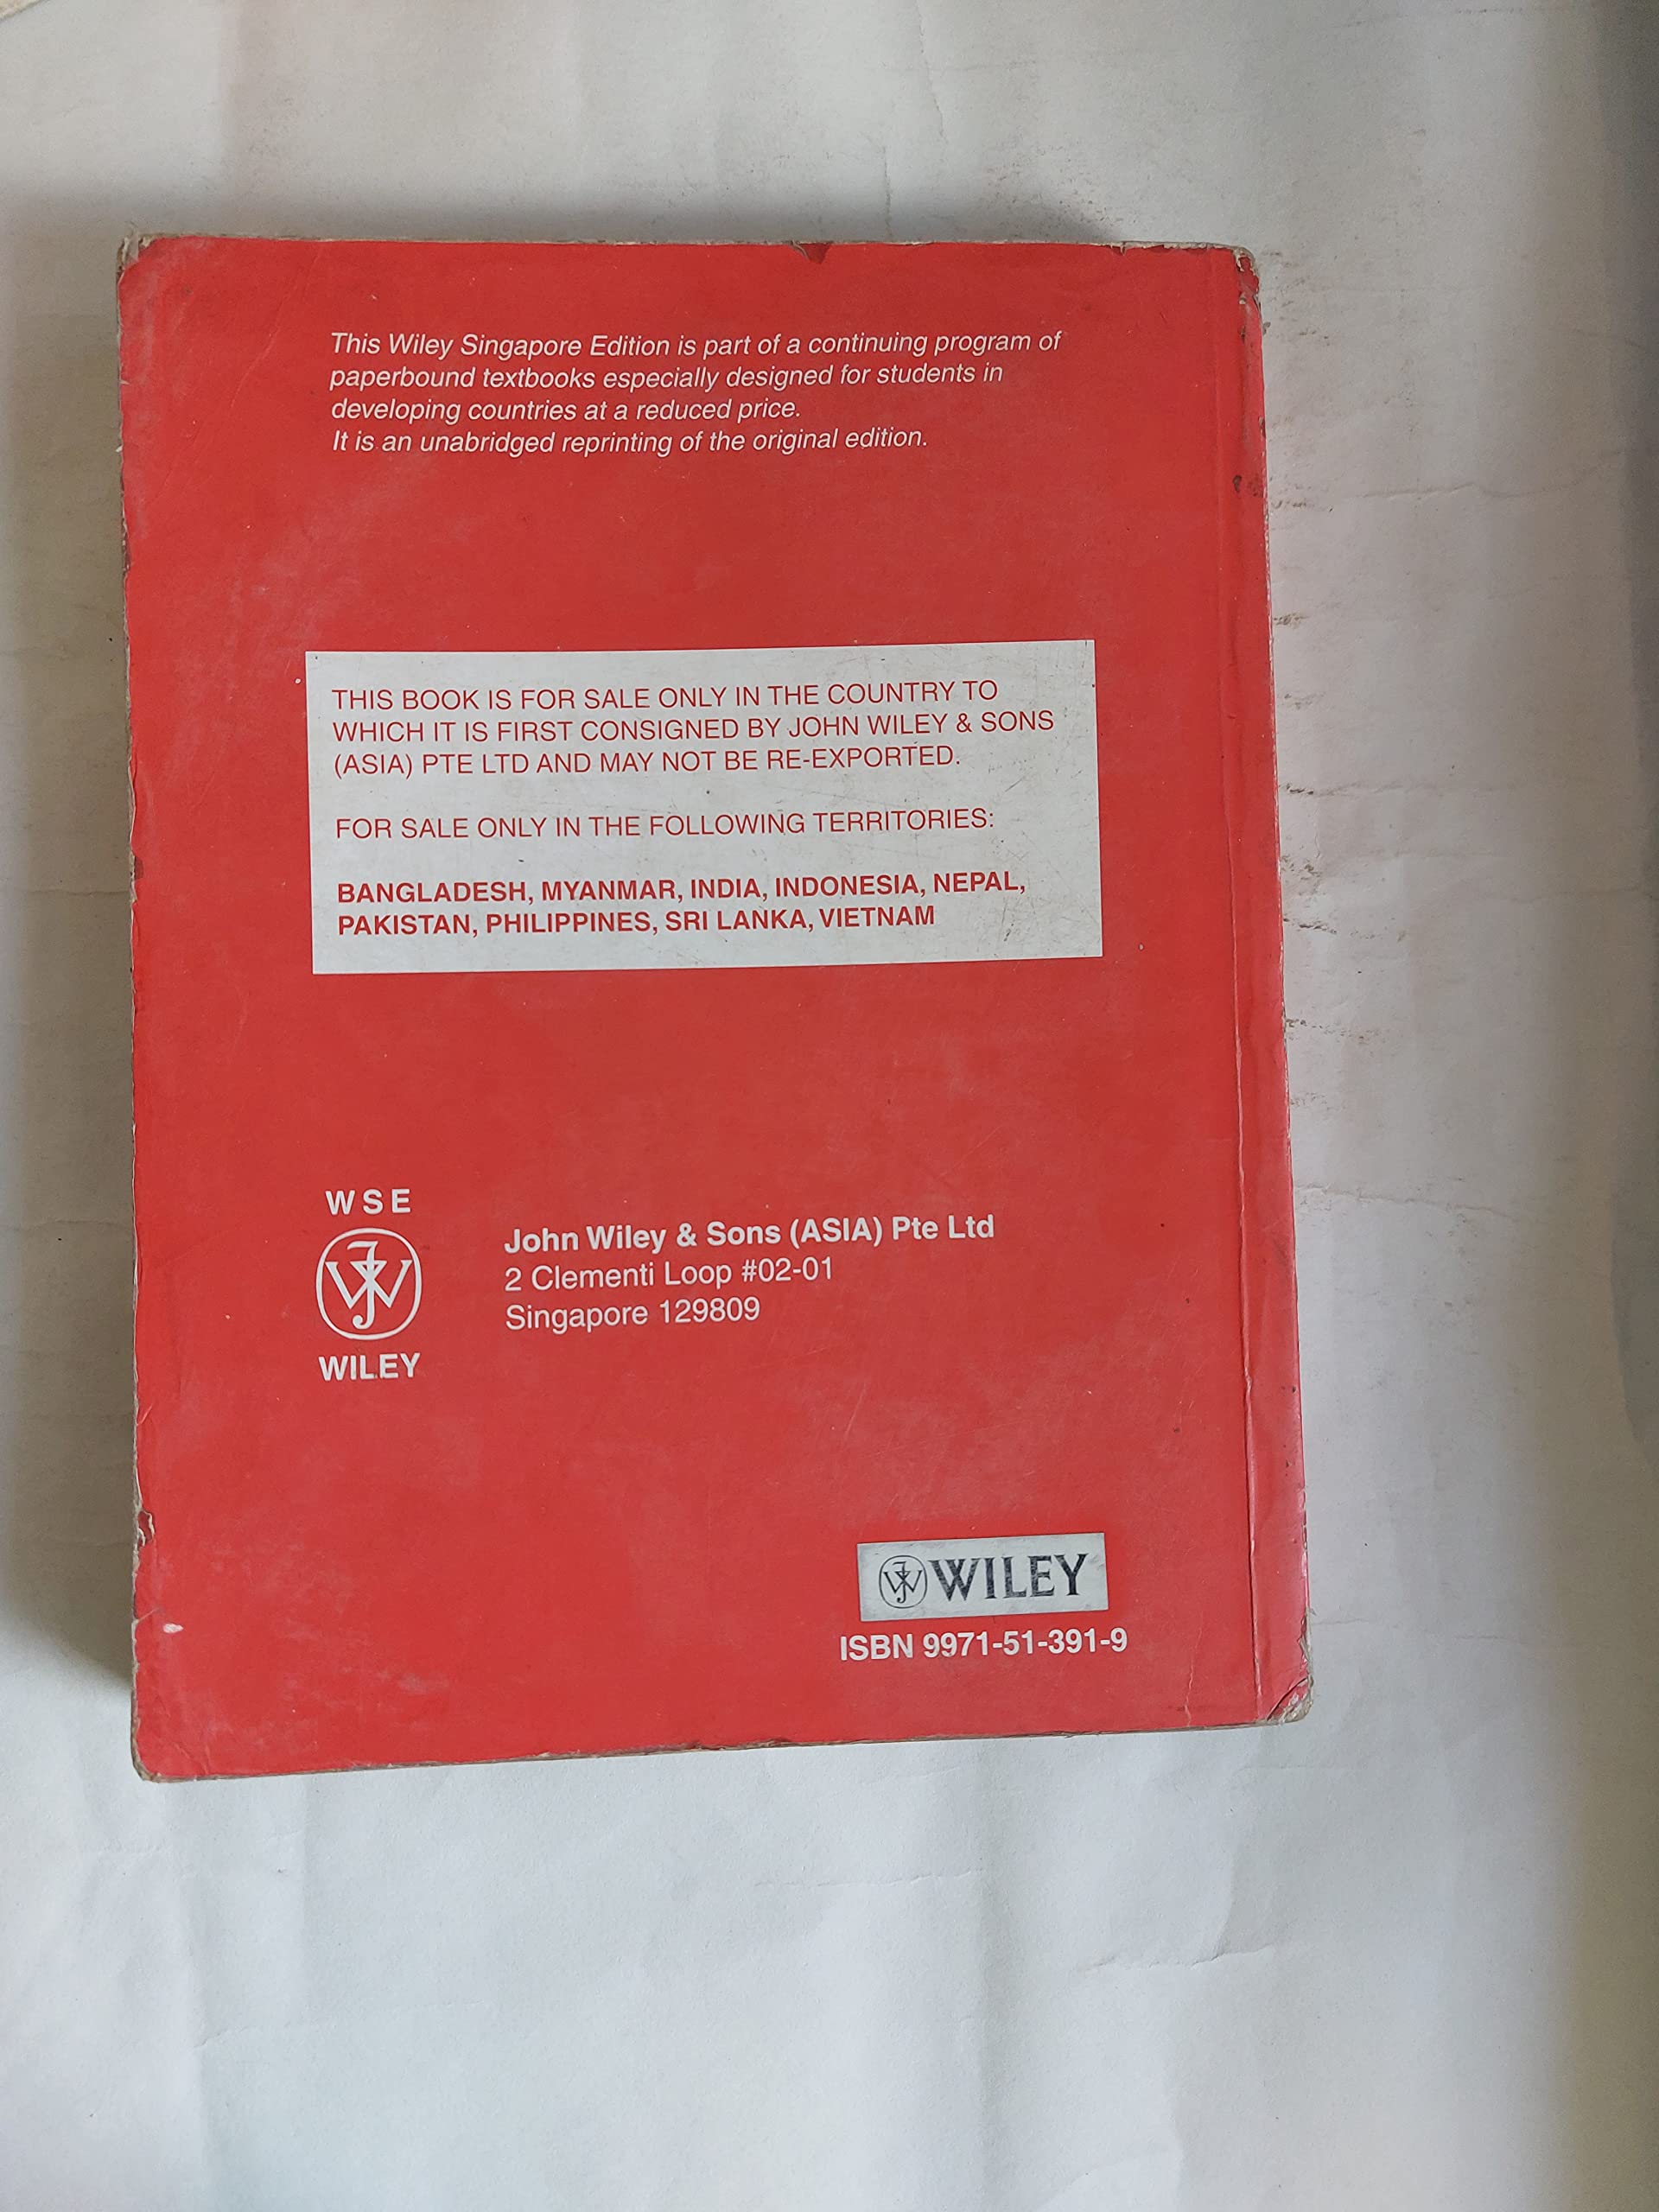 This Wiley Singapore Edition is part of a continuing program of
paperbound textbooks especially designed for students in
developing countries at a reduced price.
It is an unabridged reprinting of the original edition.
THIS BOOK IS FOR SALE ONLY IN THE COUNTRY TO
WHICH IT IS FIRST CONSIGNED BY JOHN WILEY & SONS
(ASIA) PTE LTD AND MAY NOT BE RE-EXPORTED.
FOR SALE ONLY IN THE FOLLOWING TERRITORIES:
BANGLADESH, MYANMAR, INDIA, INDONESIA, NEPAL,
PAKISTAN, PHILIPPINES, SRI LANKA, VIETNAM
WSE
JW
WILEY
John Wiley & Sons (ASIA) Pte Ltd
2 Clementi Loop #02-01
Singapore 129809
JW WILEY
ISBN 9971-51-391-9